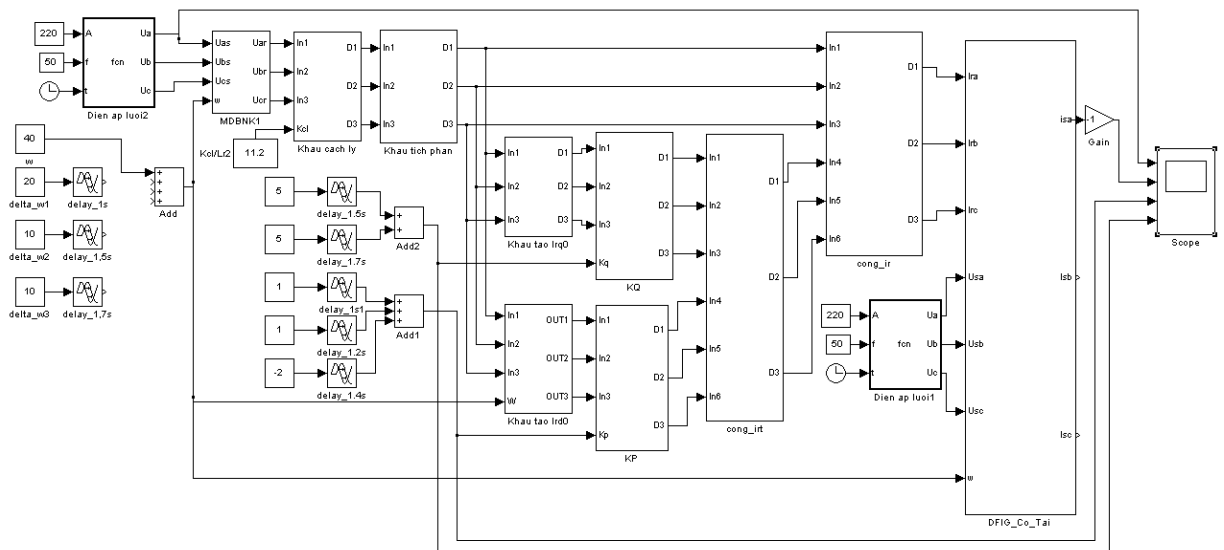 220
50
A
f
t
fcn
Ua
Ub
Uc
Dien ap luoi2
Uas
Ubs
Ucs
w
Uar
Ubr
Ucr
MDBNK1
In1
In2
In3
Kcl
D1
D2
D3
Khau cach ly
Kcl/Lr2
11.2
In1
In2
In3
D1
D2
D3
Khau tich phan
40
w
20
delta_w1
delay_1s
10
delta_w2
delay_1,5s
10
delta_w3
delay_1,7s
+
+
+
+
Add
5
delay_1.5s
5
delay_1.7s
+
+
Add2
1
delay_1s1
1
delay_1.2s
-2
delay_1.4s
+
+
+
Add1
In1
In2
In3
D1
D2
D3
Khau tao Irq0
In1
In2
In3
Kq
D1
D2
D3
KQ
In1
In2
In3
W
OUT1
OUT2
OUT3
Khau tao Ird0
In1
In2
In3
Kp
D1
D2
D3
KP
In1
In2
In3
In4
In5
In6
D1
D2
D3
cong_irt
In1
In2
In3
In4
In5
In6
D1
D2
D3
cong_ir
220
50
A
f
t
fcn
Ua
Ub
Uc
Dien ap luoi1
Ira
Irb
Irc
Usa
Usb
Usc
w
isa
Isb
Isc
DFIG_Co_Tai
-1
Gain
Scope